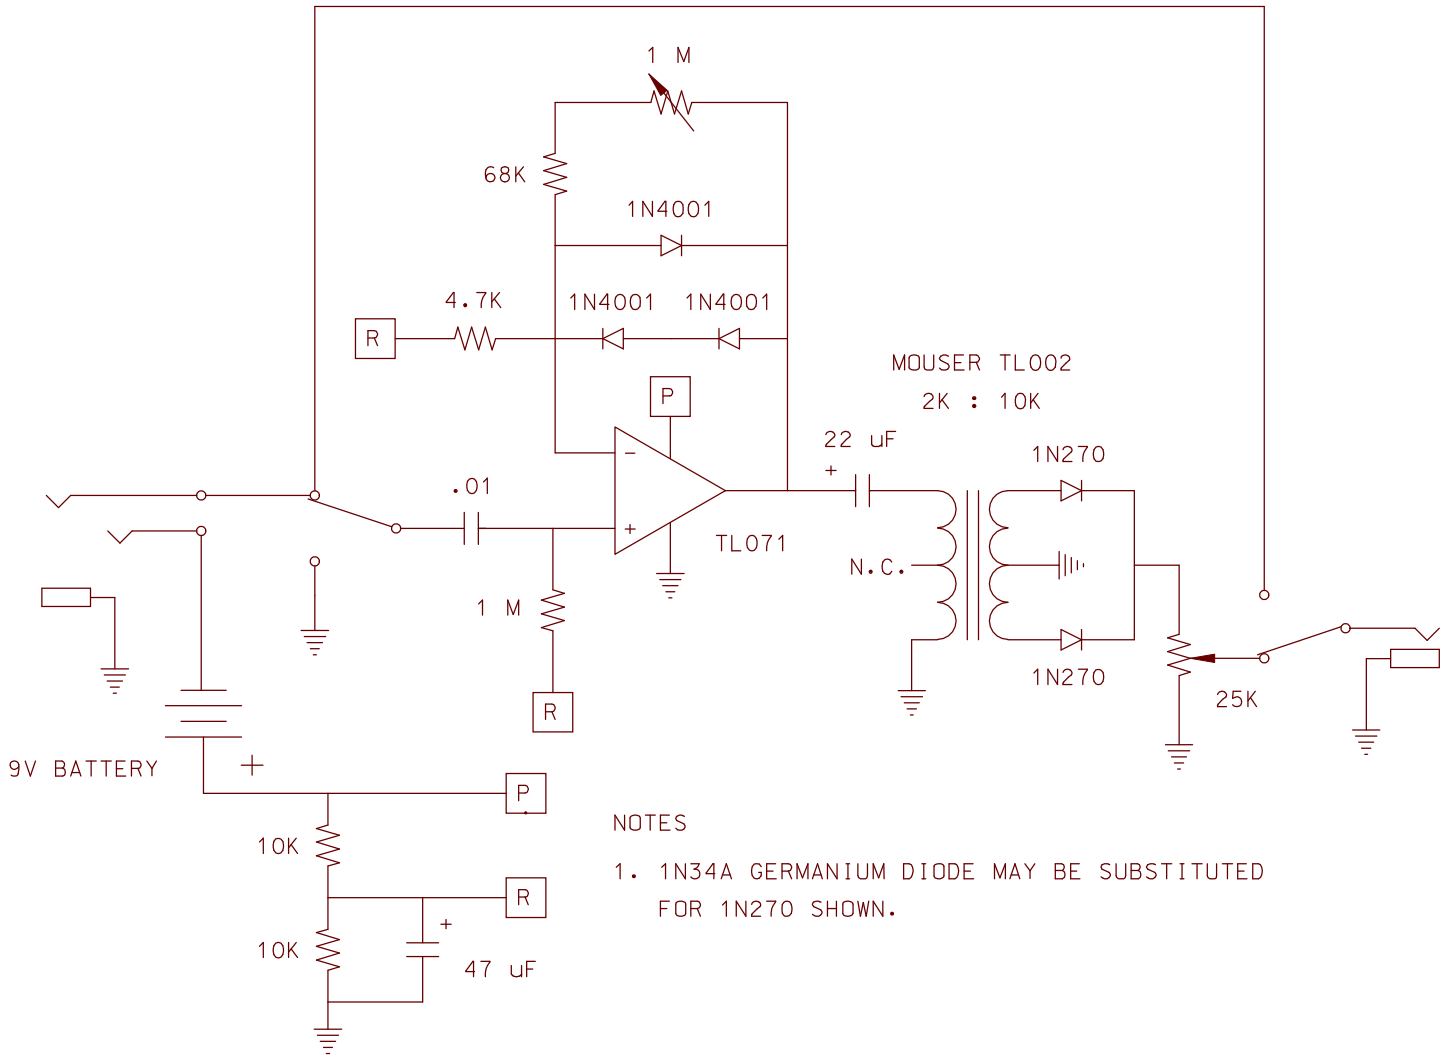 1 M
68K
1N4001
4.7K
1N4001
1N4001
R
P
MOUSER TL002
2K : 10K
22 uF
+
1N270
.01
−
+
TL071
N.C.
1 M
1N270
25K
R
9V BATTERY
+
P
10K
R
+
10K
47 uF
NOTES
1. 1N34A GERMANIUM DIODE MAY BE SUBSTITUTED
FOR 1N270 SHOWN.